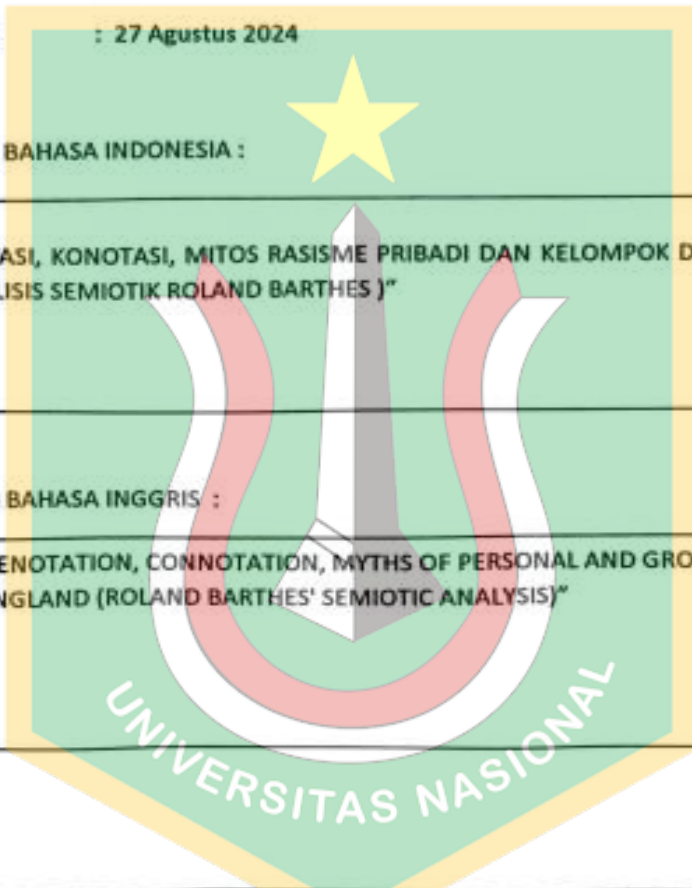 : 27 Agustus 2024
BAHASA INDONESIA :
ASI, KONOTASI, MITOS RASISME PRIBADI DAN KELOMPOK D
LISIS SEMIOTIK ROLAND BARTHES )"
BAHASA INGGRIS :
ENOTATION, CONNOTATION, MYTHS OF PERSONAL AND GRO
NGLAND (ROLAND BARTHES' SEMIOTIC ANALYSIS)"
UNIVERSITAS NASIONAL